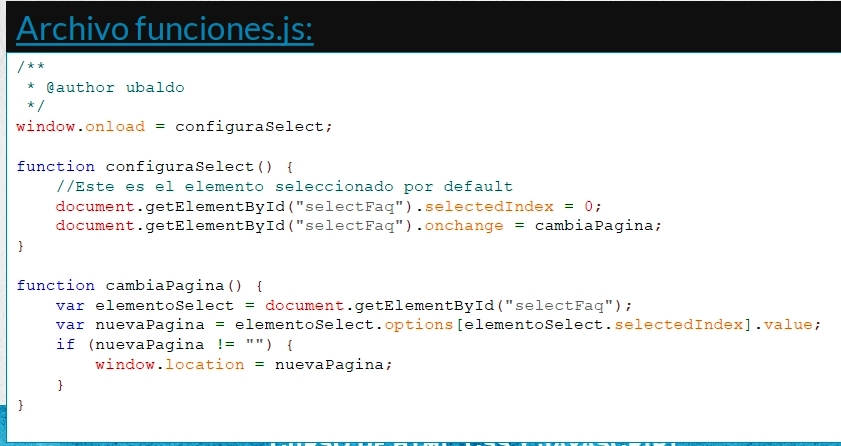 Archivo funciones.js:
/**
 * @author ubaldo
 */
window.onload = configuraSelect;
function configuraSelect() {
    //Este es el elemento seleccionado por default
    document.getElementById("selectFaq").selectedIndex = 0;
    document.getElementById("selectFaq").onchange = cambiaPagina;
}
function cambiaPagina() {
    var elementoSelect = document.getElementById("selectFaq");
    var nuevaPagina = elementoSelect.options[elementoSelect.selectedIndex].value;
    if (nuevaPagina != "") {
        window.location = nuevaPagina;
    }
}